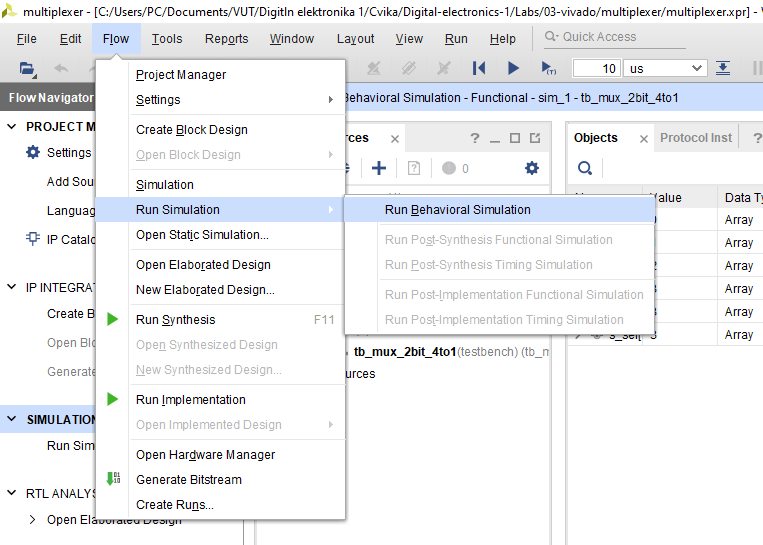 multiplexer - [C:/Users/PC/Documents/VUT/DigitIn elektronika 1/Cvika/Digital-electronics-1/Labs/03-vivado/multiplexer/multiplexer.xpr] -
File Edit Flow Tools Reports Window Layout View Run Help Quick Access
10 us
Flow Navigator
Behavioral Simulation - Functional - sim_1 - tb_mux_2bit_4to1
PROJECT M
Settings
Add Sou
Languag
IP Catalo
IP INTEGRAT
Create B
Open Bloc
Generate
SIMULATION
Run Sim
RTL ANALYS
Open Elaborated Design
Project Manager
Settings
Create Block Design
Open Block Design
Simulation
Run Simulation
Open Static Simulation...
Open Elaborated Design
New Elaborated Design...
Run Synthesis F11
Open Synthesized Design
New Synthesized Design...
Run Implementation
Open Implemented Design
Open Hardware Manager
Generate Bitstream
Create Runs...
Run Behavioral Simulation
Run Post-Synthesis Functional Simulation
Run Post-Synthesis Timing Simulation
Run Post-Implementation Functional Simulation
Run Post-Implementation Timing Simulation
rces
0
tb_mux_2bit_4to1(testbench) (tb_m
urces
Objects Protocol Inst
Value Data Ty
Array
Array
2 Array
3 Array
Array
s_sel[ 3 Array